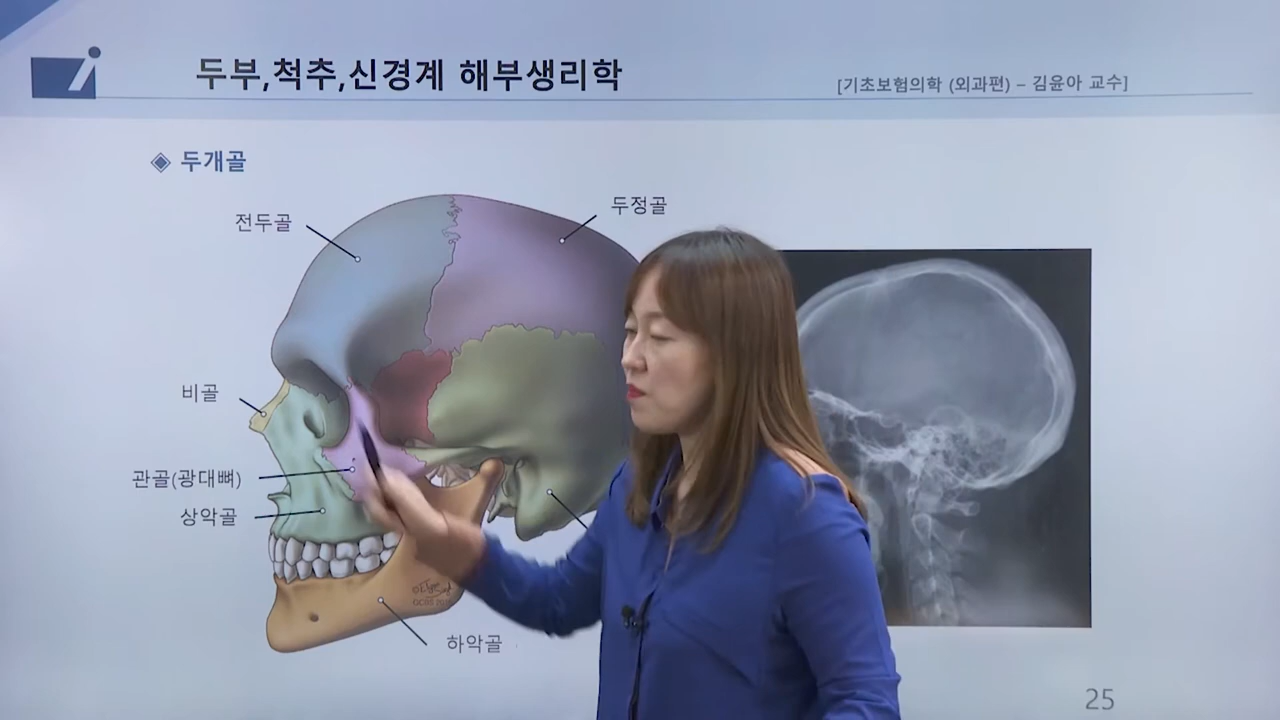 두부,척추,신경계 해부생리학
[기초보험의학 (외과편) – 김윤아 교수]
◈ 두개골
전두골
두정골
비골
관골(광대뼈)
상악골
하악골
25